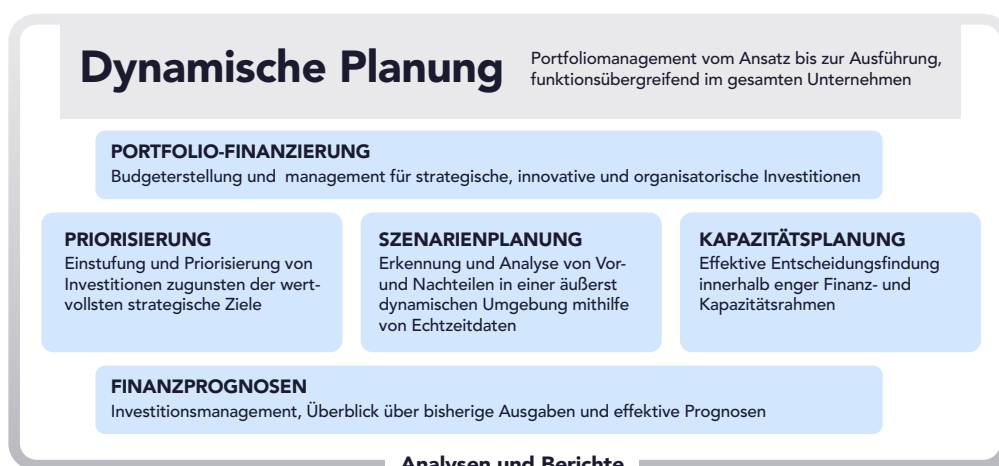 Dynamische Planung
Portfoliomanagement vom Ansatz bis zur Ausführung,
funktionsübergreifend im gesamten Unternehmen
PORTFOLIO-FINANZIERUNG
Budgeterstellung und  management für strategische, innovative und organisatorische Investitionen
PRIORISIERUNG
Einstufung und Priorisierung von
Investitionen zugunsten der wert-
vollsten strategische Ziele
SZENARIENPLANUNG
Erkennung und Analyse von Vor-
und Nachteilen in einer äußerst
dynamischen Umgebung mithilfe
von Echtzeitdaten
KAPAZITÄTSPLANUNG
Effektive Entscheidungsfindung
innerhalb enger Finanz- und
Kapazitätsrahmen
FINANZPROGNOSEN
Investitionsmanagement, Überblick über bisherige Ausgaben und effektive Prognosen
Analysen und Berichte